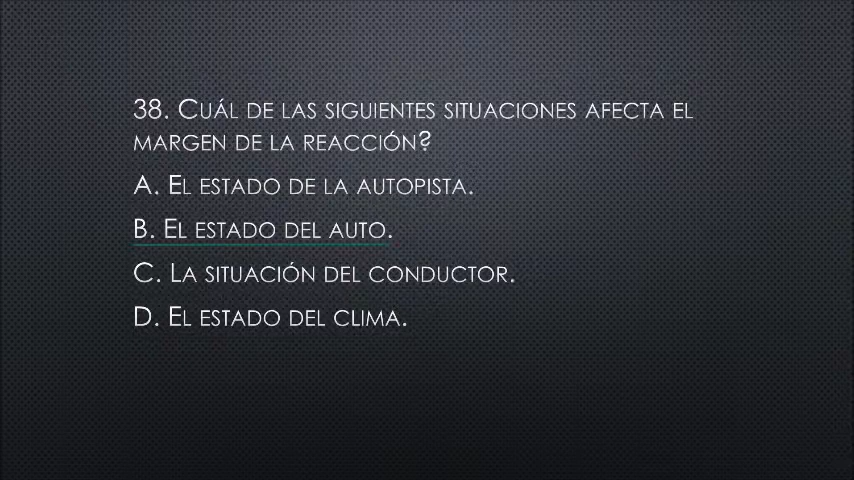 38. Cuál de las siguientes situaciones afecta el
margen de la reacción?
A. El estado de la autopista.
B. El estado del auto.
C. La situación del conductor.
D. El estado del clima.